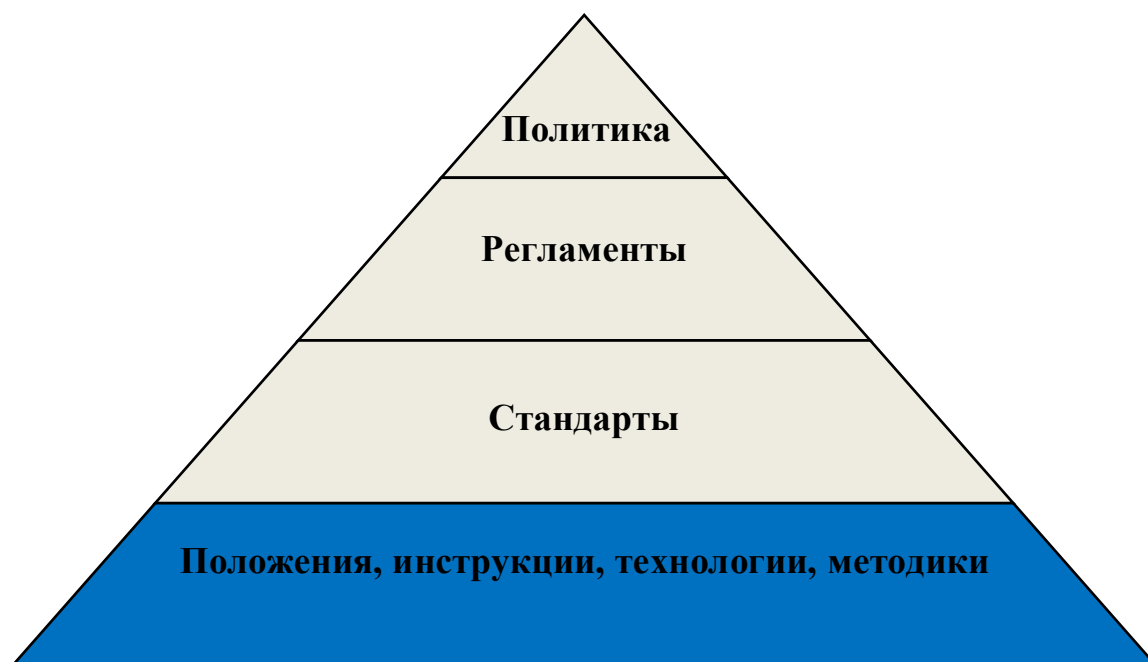 Политика
Регламенты
Стандарты
Положения, инструкции, технологии, методики